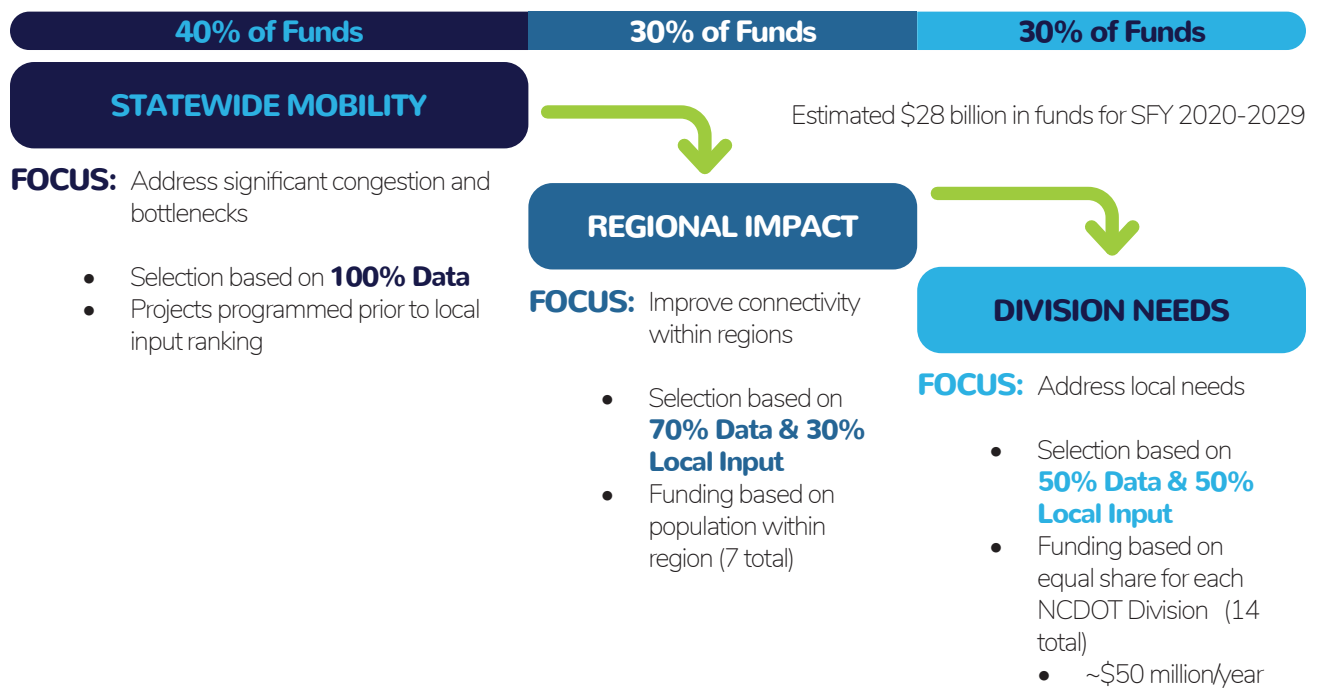 40% of Funds
30% of Funds
30% of Funds
STATEWIDE MOBILITY
Estimated $28 billion in funds for SFY 2020-2029
FOCUS: Address significant congestion and
bottlenecks
• Selection based on 100% Data
• Projects programmed prior to local
input ranking
REGIONAL IMPACT
FOCUS: Improve connectivity
within regions
• Selection based on
70% Data & 30%
Local Input
• Funding based on
population within
region (7 total)
DIVISION NEEDS
FOCUS: Address local needs
• Selection based on
50% Data & 50%
Local Input
• Funding based on
equal share for each
NCDOT Division (14
total)
• ~$50 million/year